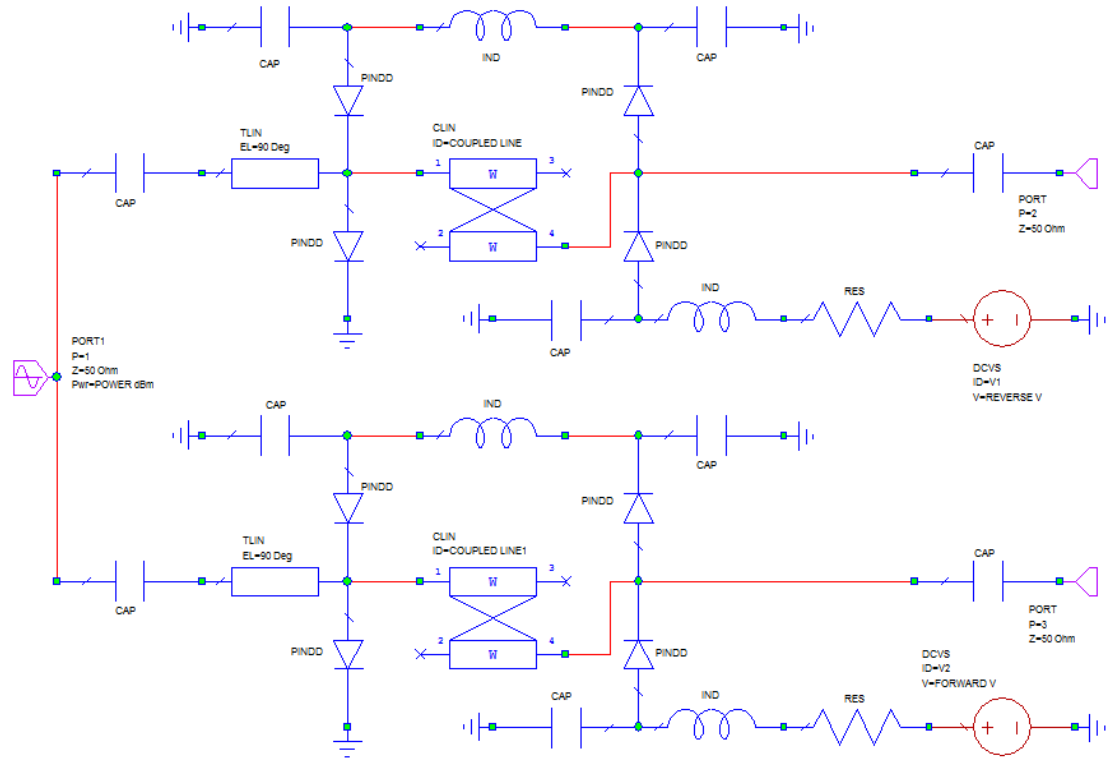 CAP
IND
CAP
PINDD
PINDD
TLIN
EL=90 Deg
CLIN
ID=COUPLED LINE
1
W
3
2
W
4
CAP
CAP
PORT
P=2
Z=50 Ohm
PINDD
PINDD
IND
RES
CAP
DCVS
ID=V1
V=REVERSE V
PORT1
P=1
Z=50 Ohm
Pwr=POWER dBm
CAP
IND
CAP
PINDD
PINDD
TLIN
EL=90 Deg
CLIN
ID=COUPLED LINE1
1
W
3
2
W
4
CAP
CAP
PORT
P=3
Z=50 Ohm
PINDD
PINDD
DCVS
ID=V2
V=FORWARD V
IND
RES
CAP